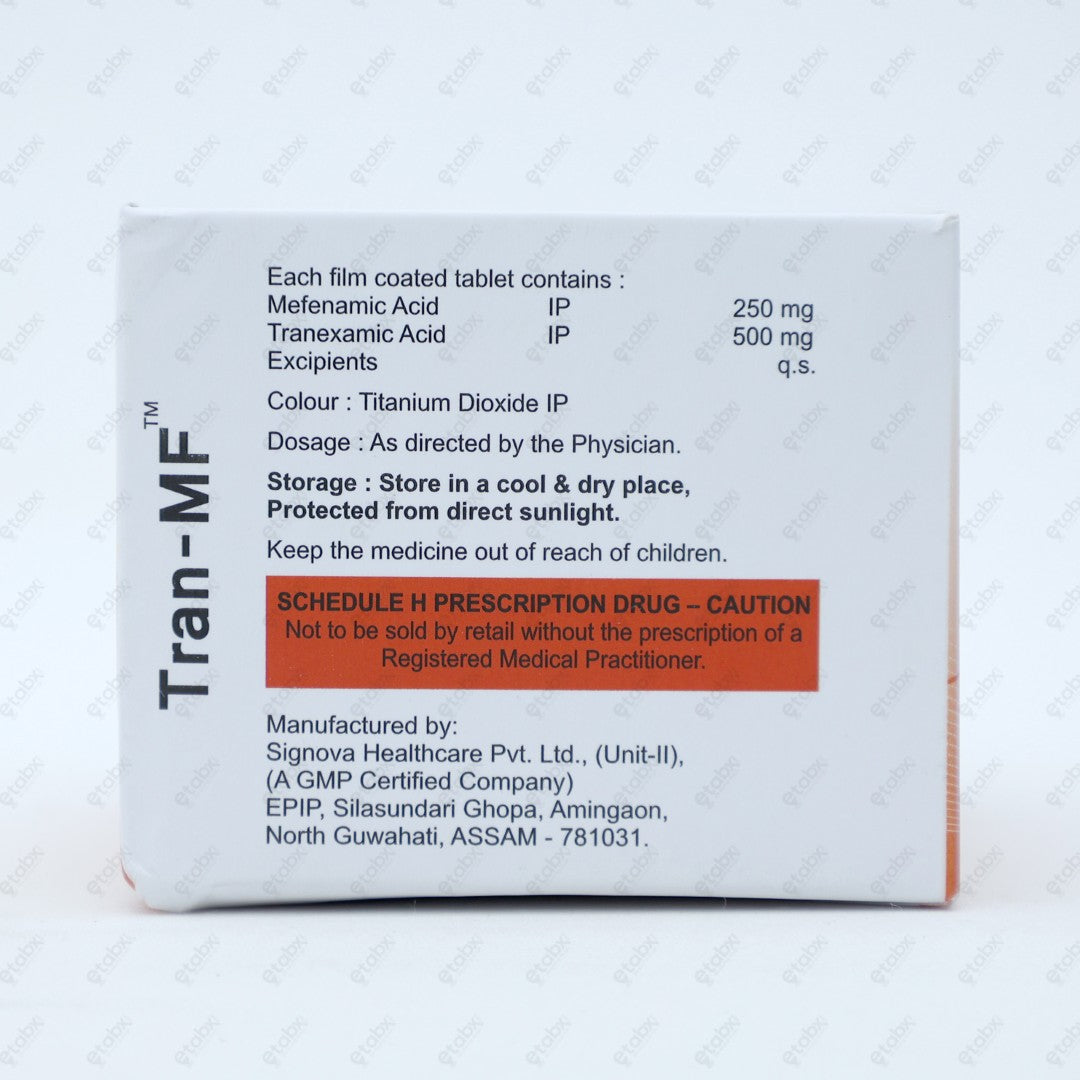 Tran-MF™
Each film coated tablet contains :
Mefenamic Acid IP 250 mg
Tranexamic Acid IP 500 mg
Excipients q.s.
Colour : Titanium Dioxide IP
Dosage : As directed by the Physician.
Storage : Store in a cool & dry place,
Protected from direct sunlight.
Keep the medicine out of reach of children.
SCHEDULE H PRESCRIPTION DRUG -- CAUTION
Not to be sold by retail without the prescription of a
Registered Medical Practitioner.
Manufactured by:
Signova Healthcare Pvt. Ltd., (Unit-II),
(A GMP Certified Company)
EPIP, Silasundari Ghopa, Amingaon,
North Guwahati, ASSAM - 781031.
etabx